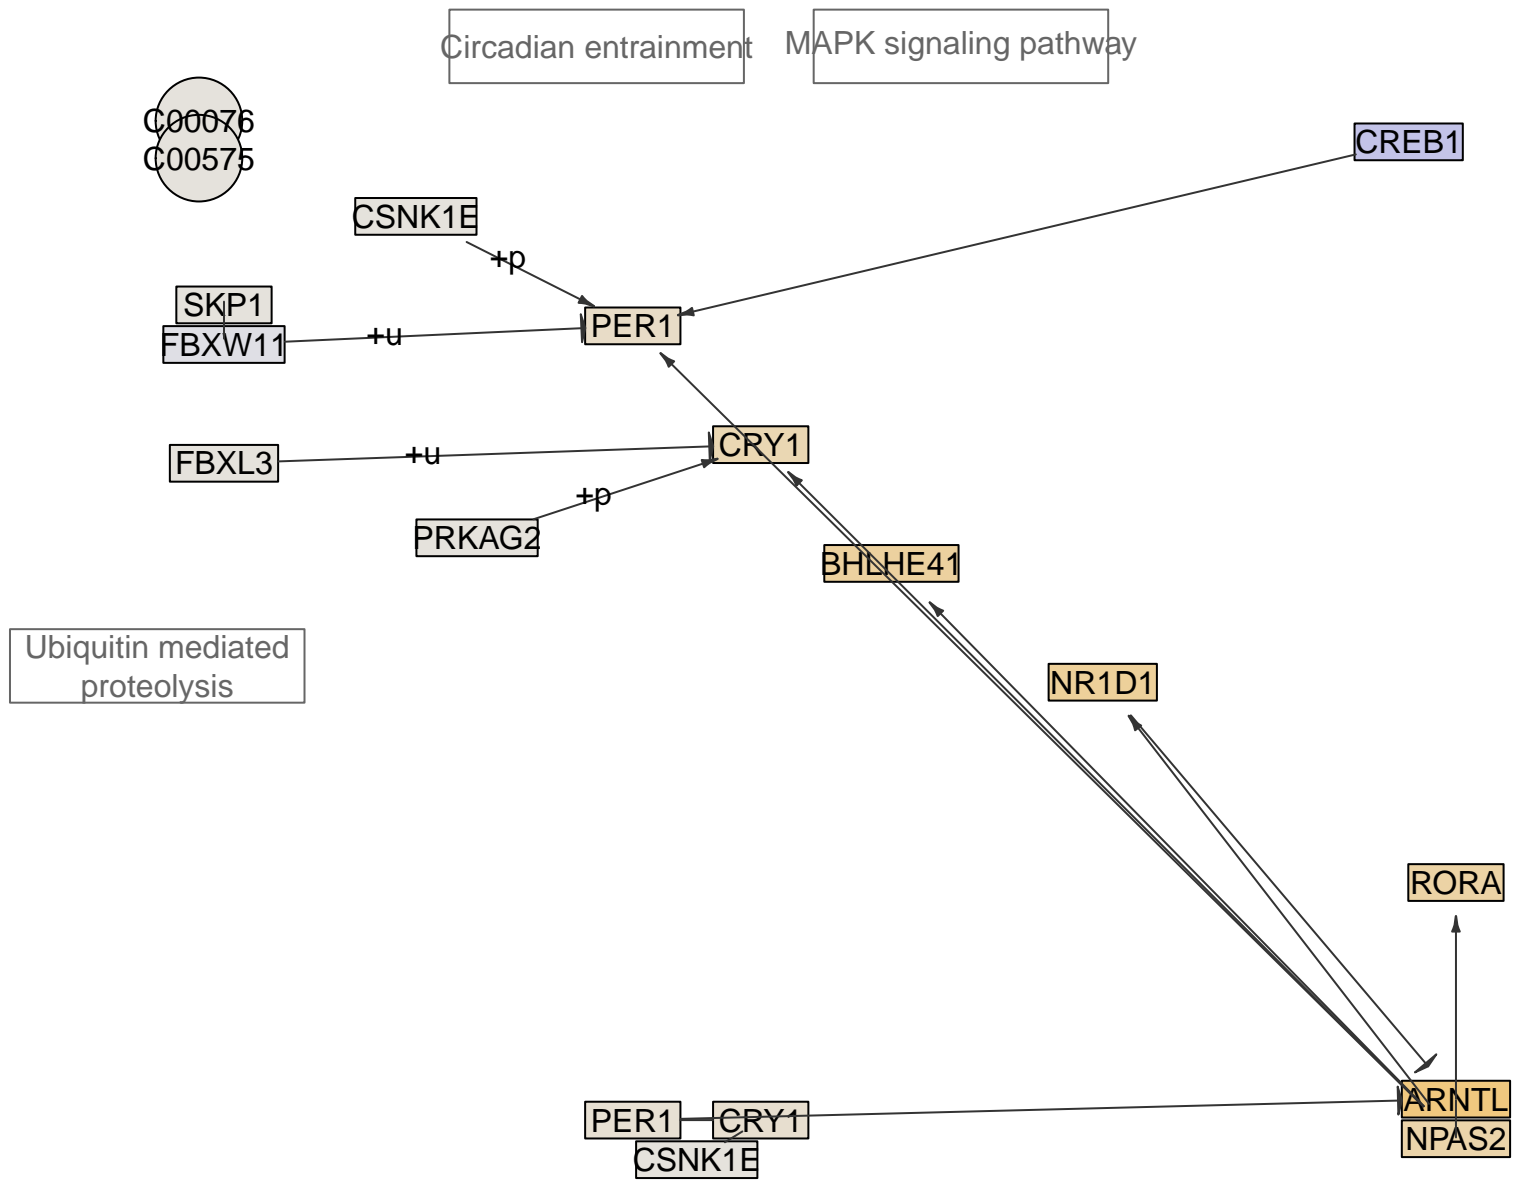 Circadian entrainment
MAPK signaling pathway
C00076
CREB1
C00575
CSNK1E
+p
SKP1
PER1
FBXW11
+u
CRY1
FBXL3
+u
+p
PRKAG2
BHLHE41
Ubiquitin mediated
proteolysis
NR1D1
RORA
ARNTL
PER1
CRY1
NPAS2
CSNK1E